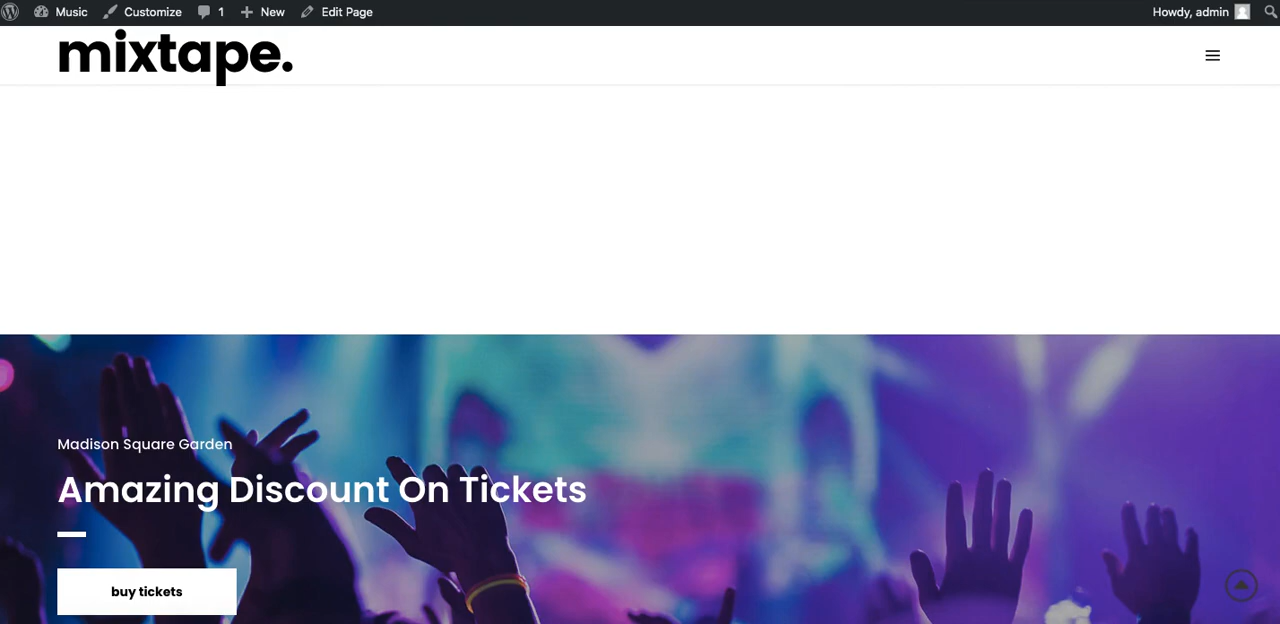 Music Customize 1 New Edit Page Howdy, admin
mixtape.
Madison Square Garden
Amazing Discount On Tickets
buy tickets